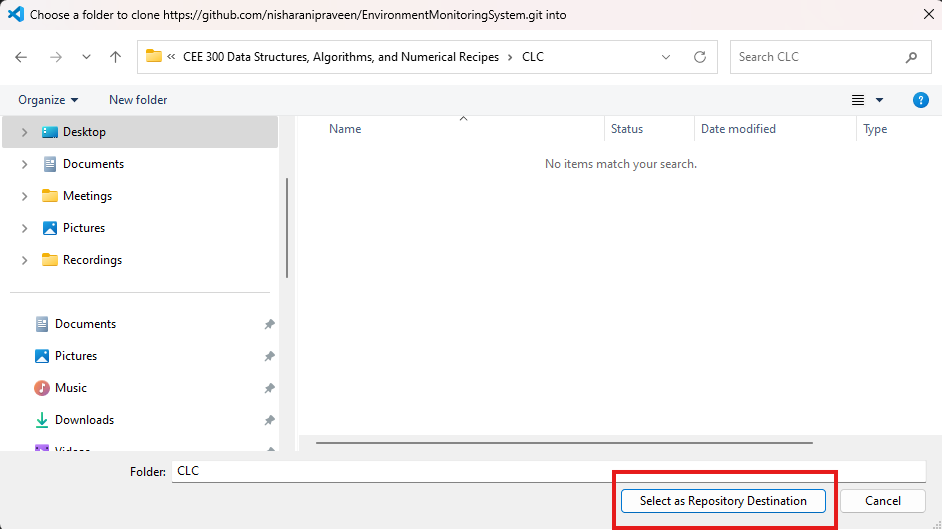 Choose a folder to clone https://github.com/nisharanipraveen/EnvironmentMonitoringSystem.git into
« CEE 300 Data Structures, Algorithms, and Numerical Recipes › CLC
Search CLC
Organize
New folder
?
Name
Status
Date modified
Type
No items match your search.
Desktop
Documents
Meetings
Pictures
Recordings
Documents
Pictures
Music
Downloads
Videos
Folder: CLC
Select as Repository Destination
Cancel